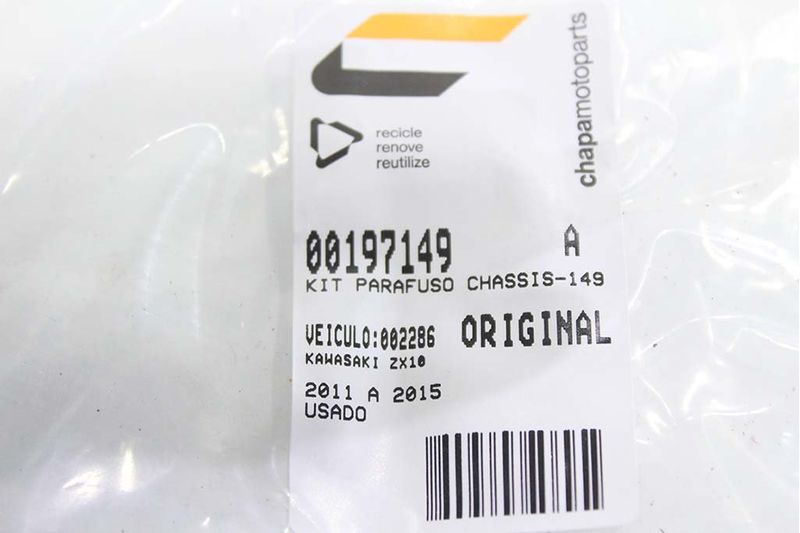 chapamotoparts
recicle
renove
reutilize
00197149 A
KIT PARAFUSO CHASSIS-149
VEICULO:002286 ORIGINAL
KAWASAKI ZX10
2011 A 2015
USADO